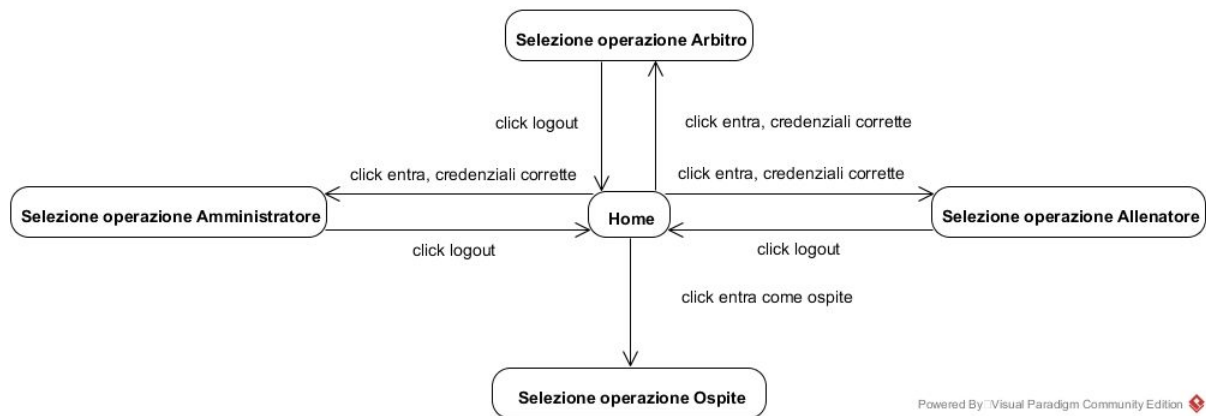 Selezione operazione Arbitro
click logout
click entra, credenziali corrette
click entra, credenziali corrette
click entra, credenziali corrette
Selezione operazione Amministratore
Home
Selezione operazione Allenatore
click logout
click logout
click entra come ospite
Selezione operazione Ospite
Powered By Visual Paradigm Community Edition